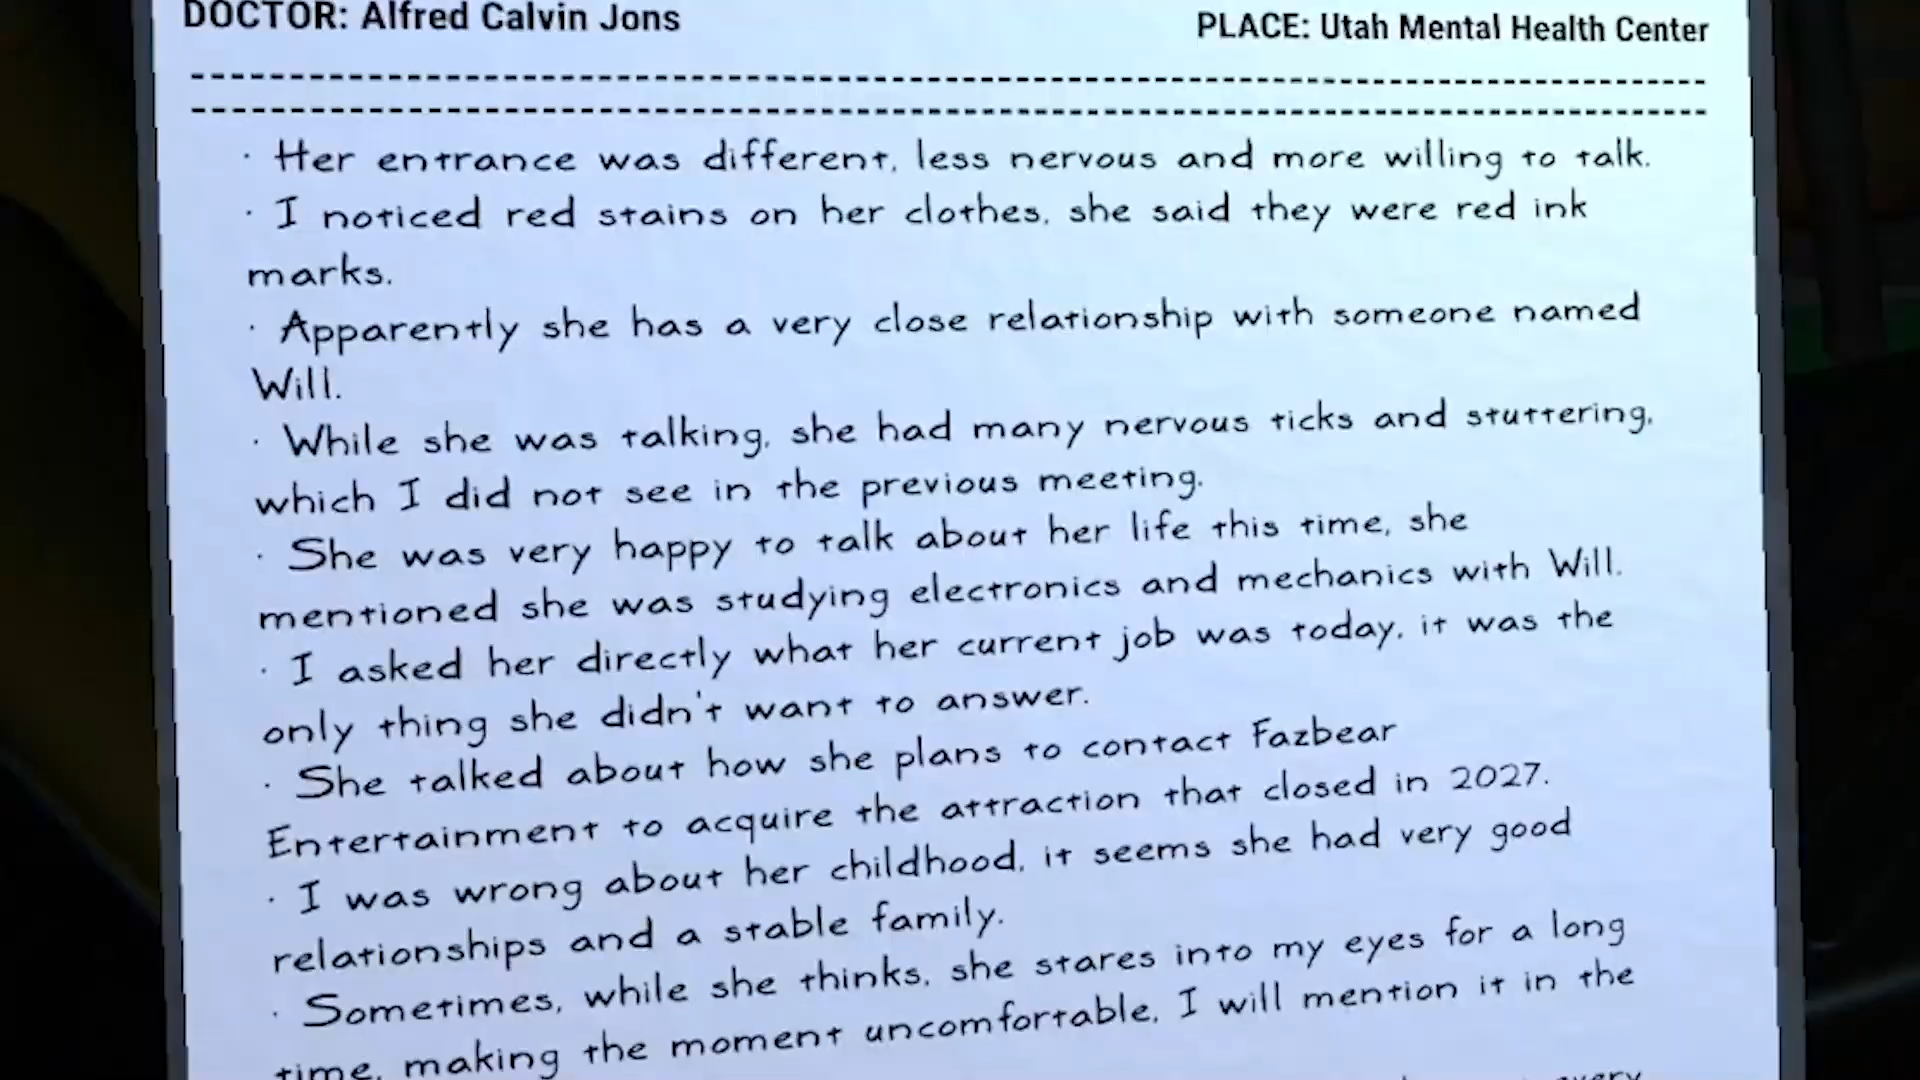 DOCTOR: Alfred Calvin Jons
PLACE: Utah Mental Health Center
· Her entrance was different, less nervous and more willing to talk.
· I noticed red stains on her clothes, she said they were red ink
marks.
· Apparently she has a very close relationship with someone named
Will.
· While she was talking, she had many nervous ticks and stuttering,
which I did not see in the previous meeting.
· She was very happy to talk about her life this time, she
mentioned she was studying electronics and mechanics with Will.
· I asked her directly what her current job was today, it was the
only thing she didn't want to answer.
· She talked about how she plans to contact Fazbear
Entertainment to acquire the attraction that closed in 2027.
· I was wrong about her childhood, it seems she had very good
relationships and a stable family.
· Sometimes, while she thinks, she stares into my eyes for a long
time, making the moment uncomfortable, I will mention it in the